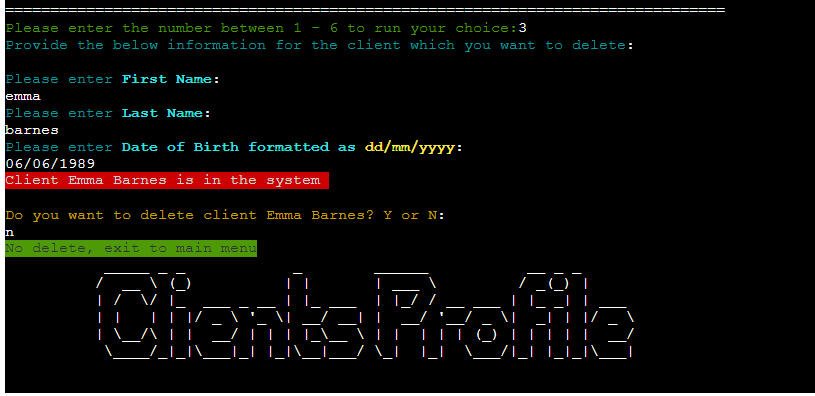 Please enter the number between 1 - 6 to run your choice:3
Provide the below information for the client which you want to delete:
Please enter First Name:
emma
Please enter Last Name:
barnes
Please enter Date of Birth formatted as dd/mm/yyyy:
06/06/1989
Client Emma Barnes is in the system
Do you want to delete client Emma Barnes? Y or N:
n
No delete, exit to main menu
ClientsProfile